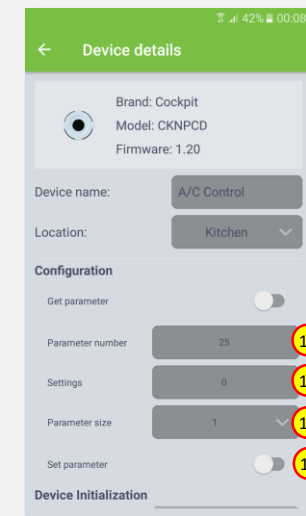 42% 00:08
Device details
Brand: Cockpit
Model: CKNPCD
Firmware: 1.20
Device name: A/C Control
Location: Kitchen
Configuration
Get parameter
Parameter number 25
Settings 0
Parameter size 1
Set parameter
Device Initialization